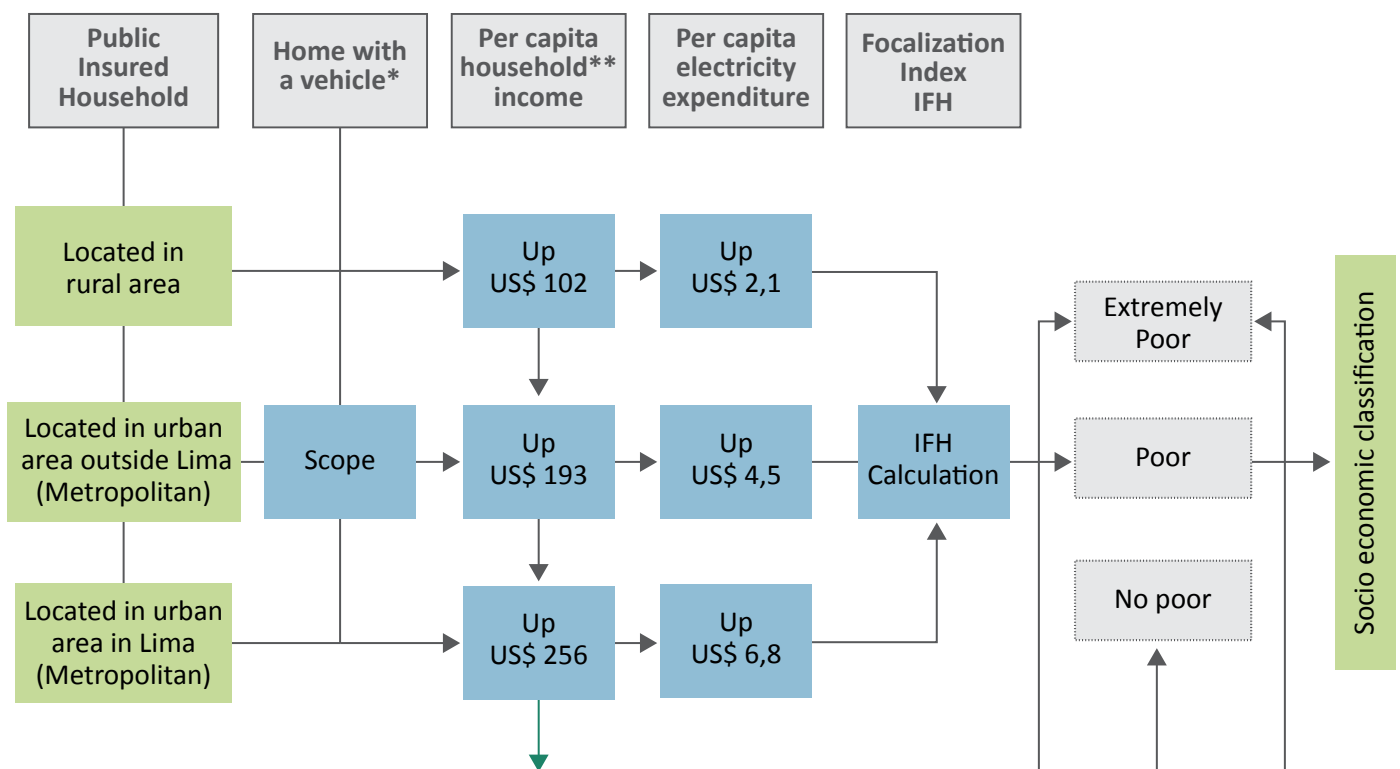 Public
Insured
Household
Home with
a vehicle*
Per capita
household**
income
Per capita
electricity
expenditure
Focalization
Index
IFH
Located in
rural area
Up
US$ 102
Up
US$ 2,1
Extremely
Poor
Located in urban
area outside Lima
(Metropolitan)
Scope
Up
US$ 193
Up
US$ 4,5
IFH
Calculation
Poor
Located in urban
area in Lima
(Metropolitan)
Up
US$ 256
Up
US$ 6,8
No poor
Socio economic classification